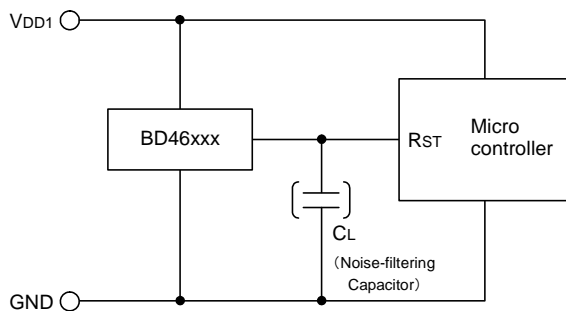 VDD1
BD46xxx
RST
Micro
controller
CL
（Noise-filtering
Capacitor）
GND